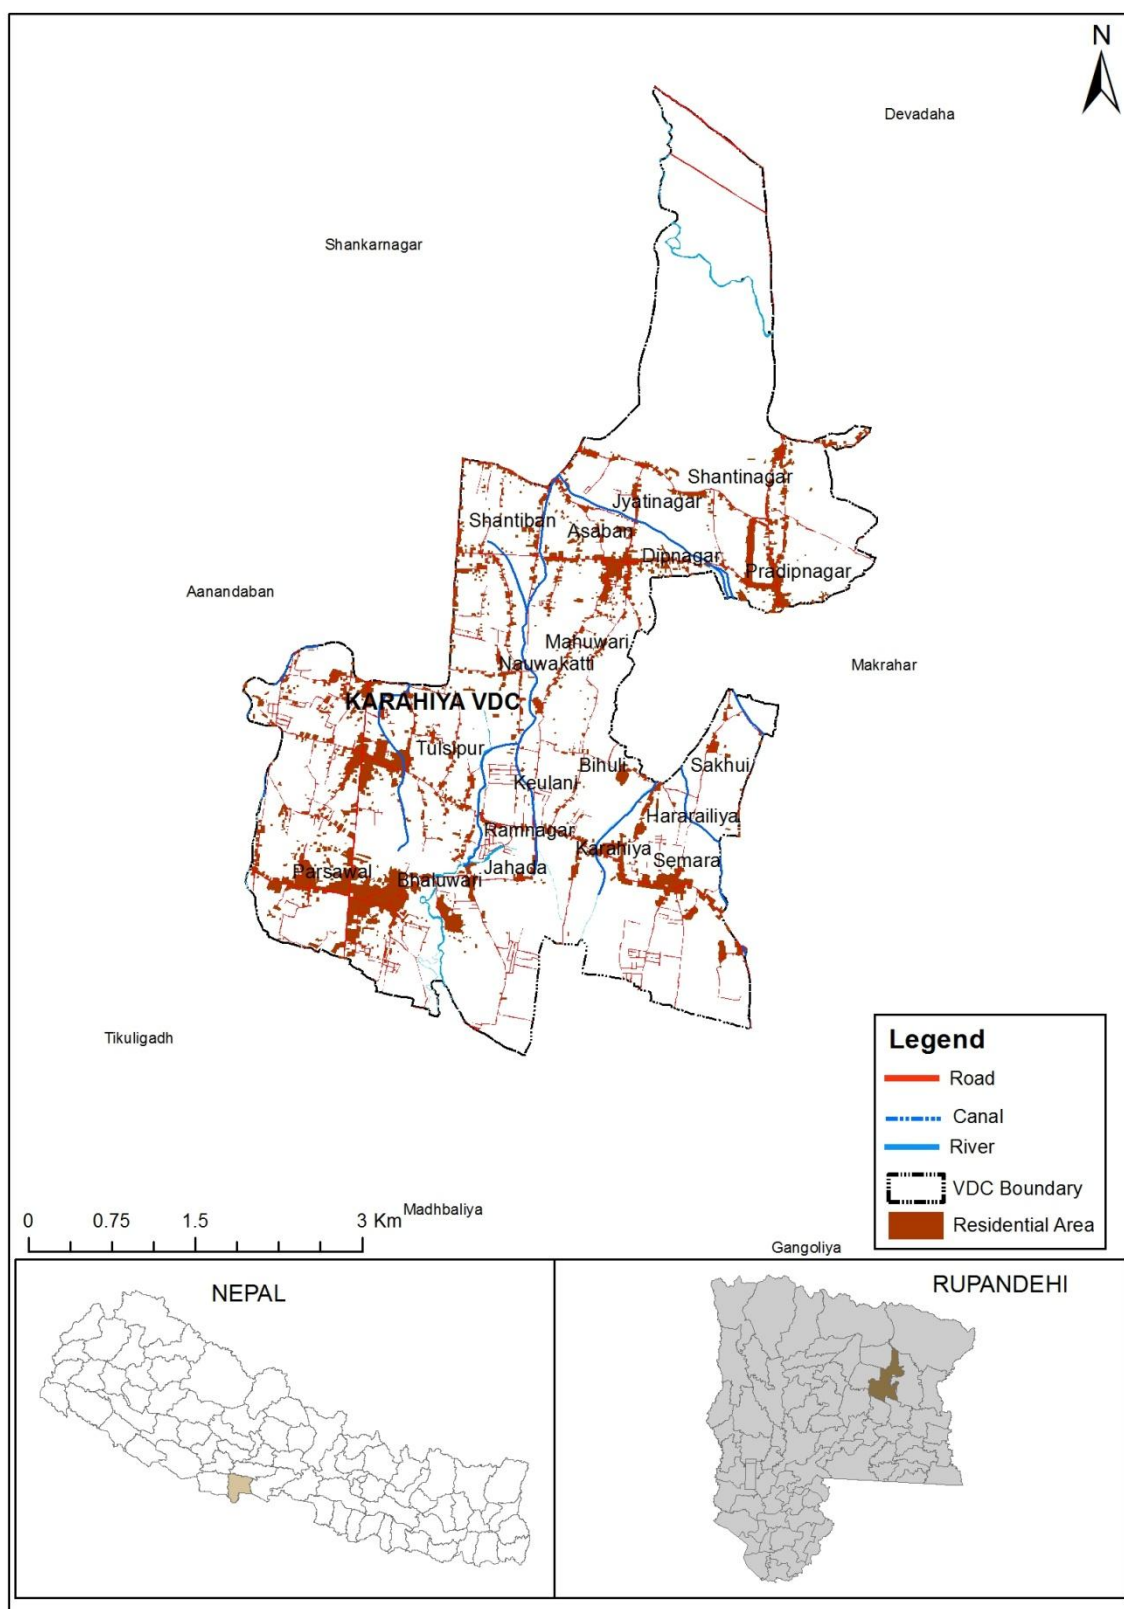 N
Devadaha
Shankarnagar
Shantinagar
Jyatinagar
Shantiban
Asaban
Dipnagar
Pradipnagar
Aanandaban
Mahuwari
Nauwakatti
Makrahar
KARAHIYA VDC
Tulsipur
Bihuli
Sakhui
Keulani
Hararailiya
Ramnagar
Karahiya
Semara
Jahada
Parsawal
Bhaluwari
Tikuligadh
Legend
Road
Canal
River
VDC Boundary
Residential Area
Madhbaliya
0 0.75 1.5 3 Km
Gangoliya
NEPAL
RUPANDEHI